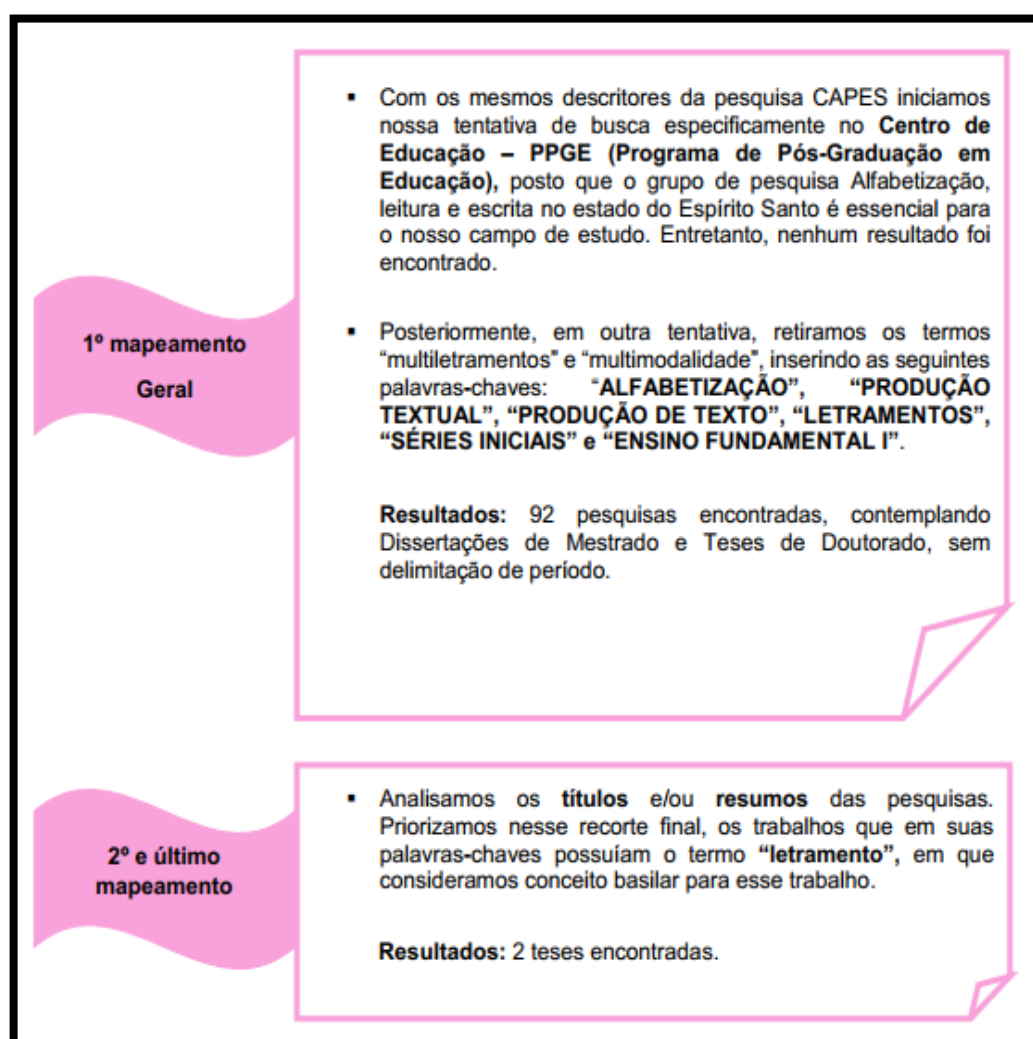 ▪ Com os mesmos descritores da pesquisa CAPES iniciamos
nossa tentativa de busca especificamente no Centro de
Educação – PPGE (Programa de Pós-Graduação em
Educação), posto que o grupo de pesquisa Alfabetização,
leitura e escrita no estado do Espírito Santo é essencial para
o nosso campo de estudo. Entretanto, nenhum resultado foi
encontrado.
1º mapeamento
Geral
▪ Posteriormente, em outra tentativa, retiramos os termos
“multiletramentos” e “multimodalidade”, inserindo as seguintes
palavras-chaves: “ALFABETIZAÇÃO”, “PRODUÇÃO
TEXTUAL”, “PRODUÇÃO DE TEXTO”, “LETRAMENTOS”,
“SÉRIES INICIAIS” e “ENSINO FUNDAMENTAL I”.
Resultados: 92 pesquisas encontradas, contemplando
Dissertações de Mestrado e Teses de Doutorado, sem
delimitação de período.
2º e último
mapeamento
▪ Analisamos os títulos e/ou resumos das pesquisas.
Priorizamos nesse recorte final, os trabalhos que em suas
palavras-chaves possuíam o termo “letramento”, em que
consideramos conceito basilar para esse trabalho.
Resultados: 2 teses encontradas.